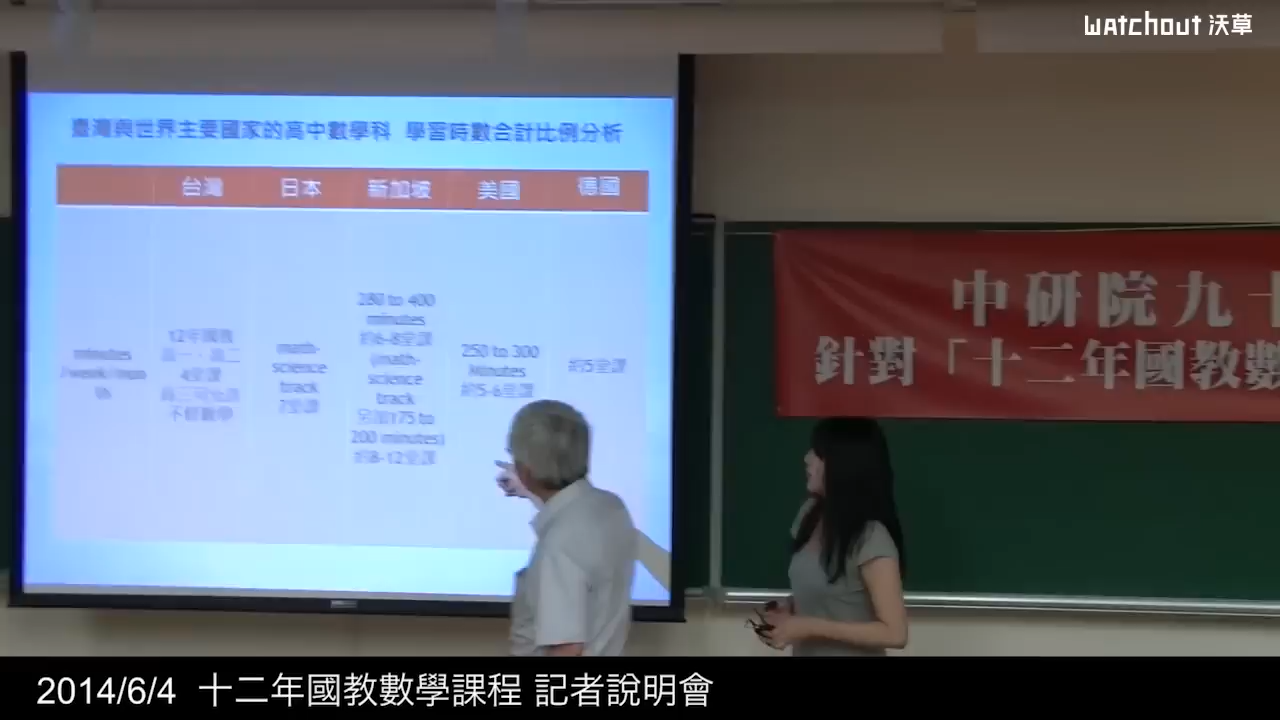 watchout 沃草
臺灣與世界主要國家的高中數學科 學習時數合計比例分析
台灣 日本 新加坡 美國 德國
minutes
/week/mon
th
12年國教
高一、高二
4堂課
高三可允許
不修數學
math-
science
track
7堂課
280 to 400
minutes
約6-8堂課
(math-
science
track
另加175 to
200 minutes)
約8-12堂課
250 to 300
Minutes
約5-6堂課
約5堂課
中研院九十
針對「十二年國教數
2014/6/4 十二年國教數學課程 記者說明會